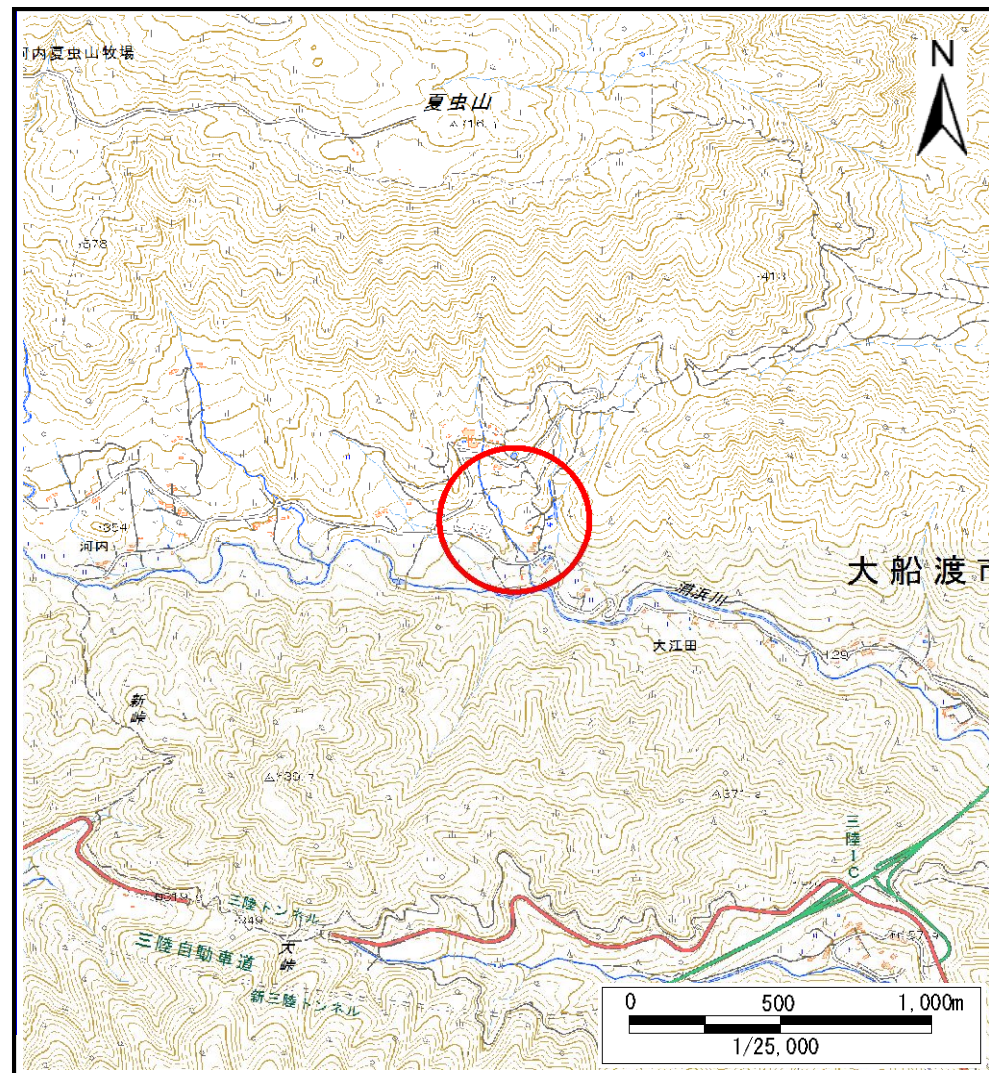 河内夏虫山牧場
夏虫山
N
578
413
354
河内
大船渡市
浦浜川
大江田
129
新峠
三陸IC
三陸トンネル
349
大峠
三陸自動車道
新三陸トンネル
0 500 1,000m
1/25,000